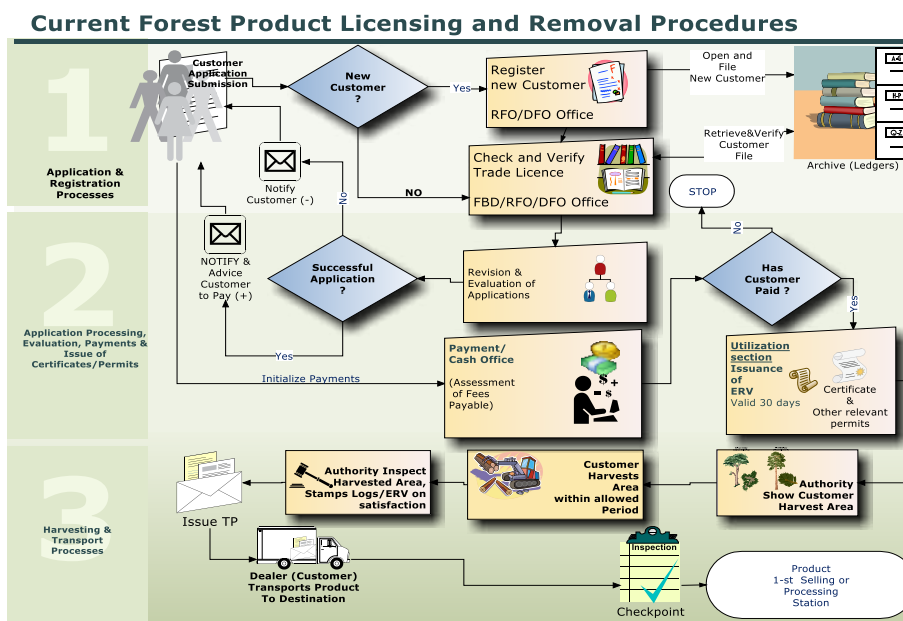 Current Forest Product Licensing and Removal Procedures
1
Application &
Registration
Processes
Customer
Application
Submission
New
Customer
?
Yes
NO
Register
new Customer
RFO/DFO Office
Open and
File
New Customer
Retrieve&Verify
Customer
File
A-G
H-P
Q-Z
Archive (Ledgers)
Check and Verify
Trade Licence
FBD/RFO/DFO Office
Notify
Customer (-)
No
STOP
No
2
Application Processing,
Evaluation, Payments &
Issue of
Certificates/Permits
NOTIFY &
Advice
Customer
to Pay (+)
Successful
Application
?
Yes
Revision &
Evaluation of
Applications
Has
Customer
Paid ?
Yes
Initialize Payments
Payment/
Cash Office
(Assessment
of Fees
Payable)
Utilization
section
Issuance
of
ERV
Valid 30 days
Certificate
&
Other relevant
permits
3
Harvesting &
Transport
Processes
Issue TP
Authority Inspect
Harvested Area,
Stamps Logs/ERV on
satisfaction
Customer
Harvests
Area
within allowed
Period
Authority
Show Customer
Harvest Area
Dealer (Customer)
Transports Product
To Destination
Inspection
Checkpoint
Product
1-st Selling or
Processing
Station